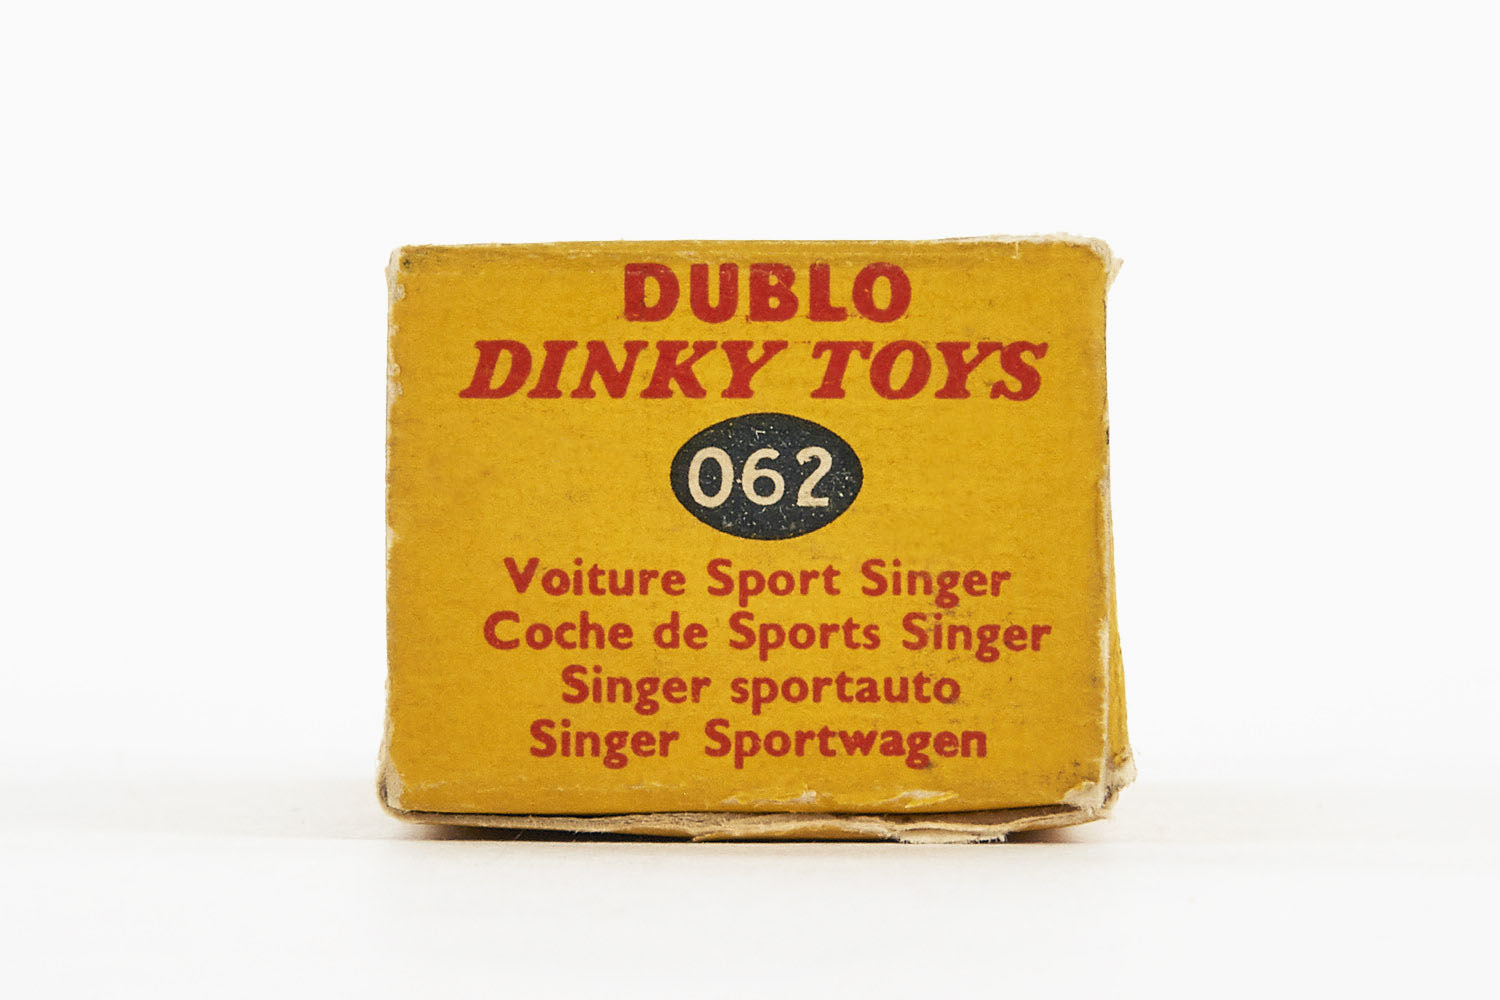 DUBLO
DINKY TOYS
062
Voiture Sport Singer
Coche de Sports Singer
Singer sportauto
Singer Sportwagen